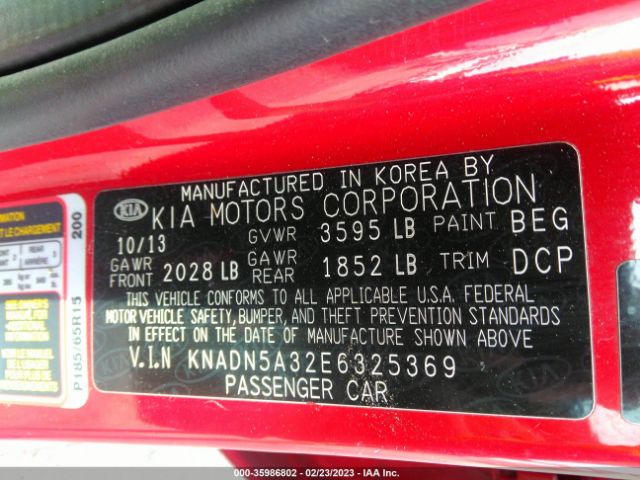 MANUFACTURED IN KOREA BY
KIA KIA MOTORS CORPORATION
10/13 GVWR 3595 LB PAINT BEG
GAWR FRONT 2028 LB GAWR REAR 1852 LB TRIM DCP
THIS VEHICLE CONFORMS TO ALL APPLICABLE U.S.A. FEDERAL
MOTOR VEHICLE SAFETY, BUMPER, AND THEFT PREVENTION STANDARDS
IN EFFECT ON THE DATE OF MANUFACTURE SHOWN ABOVE
V.I.N KNADN5A32E6325369
PASSENGER CAR
200
P185/65R15
000-35986802 - 02/23/2023 - IAA Inc.